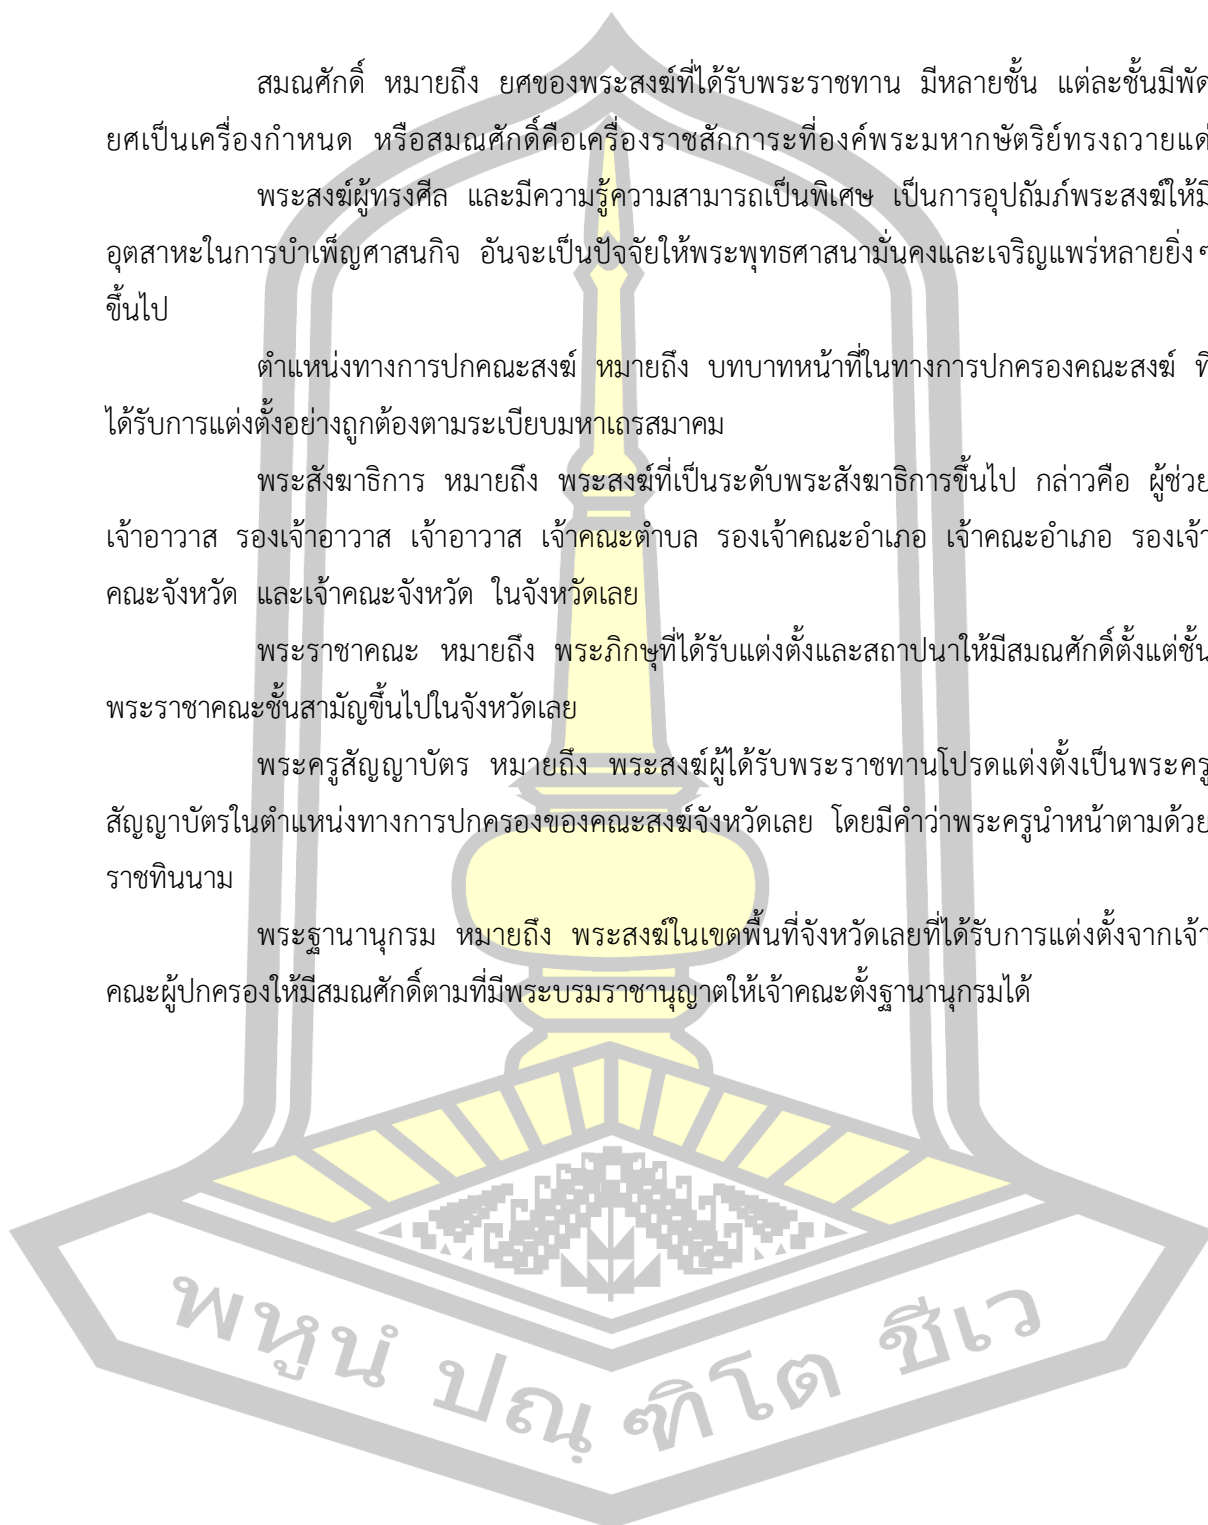 สมณศักดิ์ หมายถึง ยศของพระสงฆ์ที่ได้รับพระราชทาน มีหลายชั้น แต่ละชั้นมีพัด
ยศเป็นเครื่องกำหนด หรือสมณศักดิ์คือเครื่องราชสักการะที่องค์พระมหากษัตริย์ทรงถวายแด่
พระสงฆ์ผู้ทรงศีล และมีความรู้ความสามารถเป็นพิเศษ เป็นการอุปถัมภ์พระสงฆ์ให้มี
อุตสาหะในการบำเพ็ญศาสนกิจ อันจะเป็นปัจจัยให้พระพุทธศาสนามั่นคงและเจริญแพร่หลายยิ่งๆ
ขึ้นไป
ตำแหน่งทางการปกคณะสงฆ์ หมายถึง บทบาทหน้าที่ในทางการปกครองคณะสงฆ์ ที่
ได้รับการแต่งตั้งอย่างถูกต้องตามระเบียบมหาเถรสมาคม
พระสังฆาธิการ หมายถึง พระสงฆ์ที่เป็นระดับพระสังฆาธิการขึ้นไป กล่าวคือ ผู้ช่วย
เจ้าอาวาส รองเจ้าอาวาส เจ้าอาวาส เจ้าคณะตำบล รองเจ้าคณะอำเภอ เจ้าคณะอำเภอ รองเจ้า
คณะจังหวัด และเจ้าคณะจังหวัด ในจังหวัดเลย
พระราชาคณะ หมายถึง พระภิกษุที่ได้รับแต่งตั้งและสถาปนาให้มีสมณศักดิ์ตั้งแต่ชั้น
พระราชาคณะชั้นสามัญขึ้นไปในจังหวัดเลย
พระครูสัญญาบัตร หมายถึง พระสงฆ์ผู้ได้รับพระราชทานโปรดแต่งตั้งเป็นพระครู
สัญญาบัตรในตำแหน่งทางการปกครองของคณะสงฆ์จังหวัดเลย โดยมีคำว่าพระครูนำหน้าตามด้วย
ราชทินนาม
พระฐานานุกรม หมายถึง พระสงฆ์ในเขตพื้นที่จังหวัดเลยที่ได้รับการแต่งตั้งจากเจ้า
คณะผู้ปกครองให้มีสมณศักดิ์ตามที่มีพระบรมราชานุญาตให้เจ้าคณะตั้งฐานานุกรมได้
พหูนํ ปณฺฑิโต ชีเว